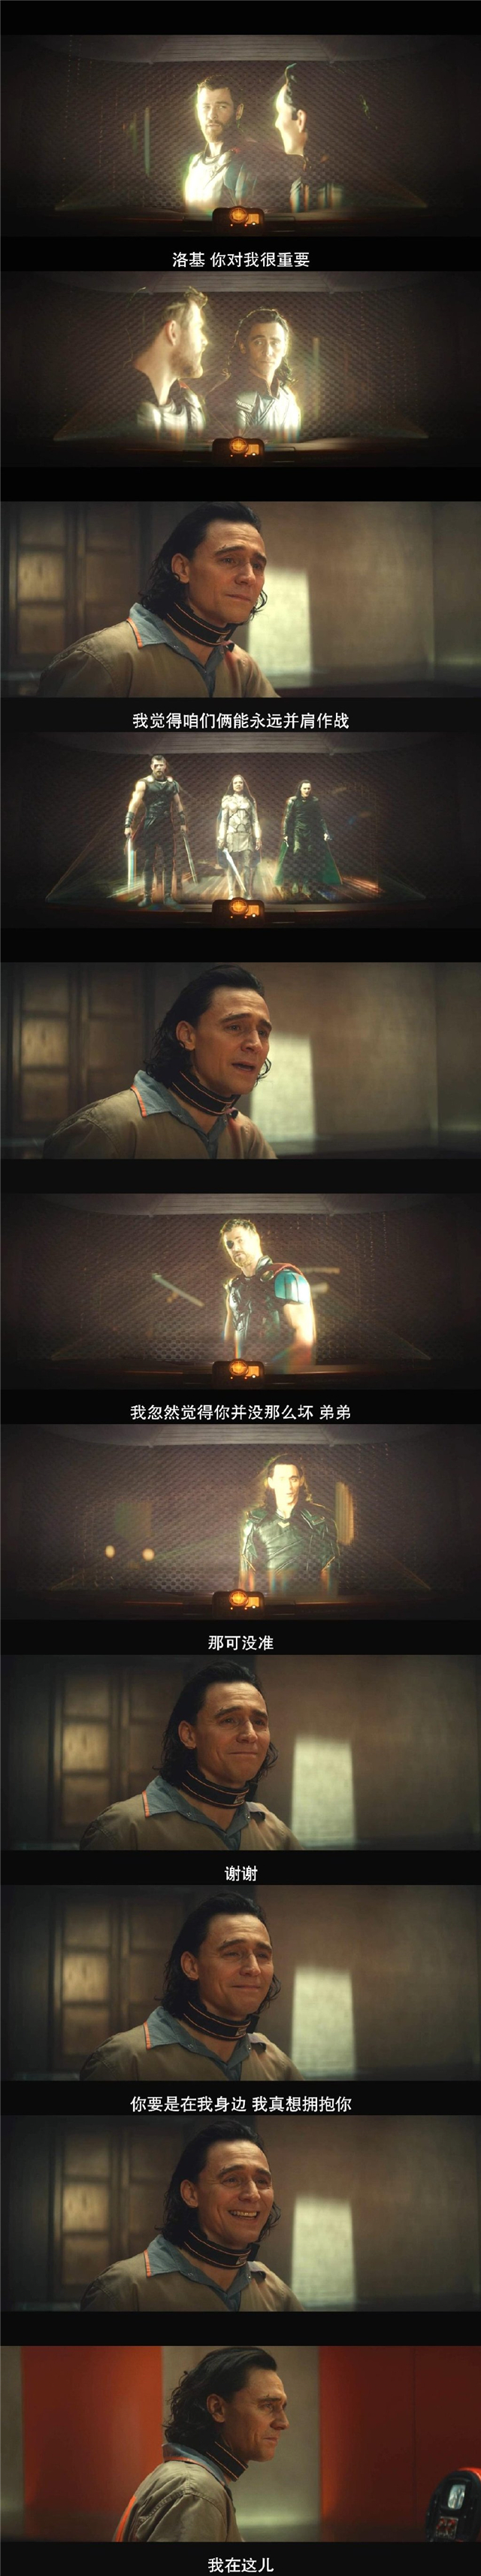 洛基 你对我很重要
我觉得咱们俩能永远并肩作战
我忽然觉得你并没那么坏 弟弟
那可没准
谢谢
你要是在我身边 我真想拥抱你
我在这儿